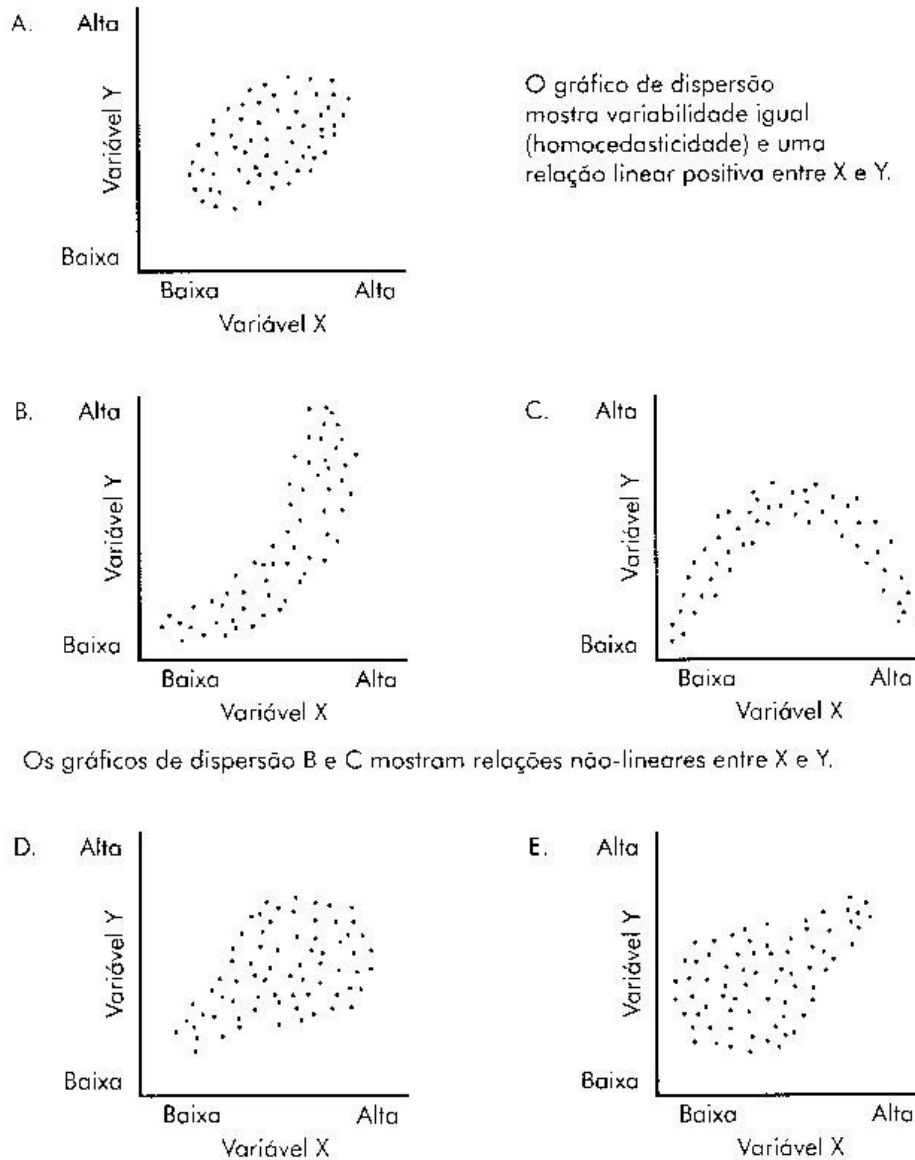 A.
Alta
Variável Y
Baixa
Baixa
Alta
Variável X
O gráfico de dispersão
mostra variabilidade igual
(homocedasticidade) e uma
relação linear positiva entre X e Y.
B.
Alta
Variável Y
Baixa
Baixa
Alta
Variável X
C.
Alta
Variável Y
Baixa
Baixa
Alta
Variável X
Os gráficos de dispersão B e C mostram relações não-lineares entre X e Y.
D.
Alta
Variável Y
Baixa
Baixa
Alta
Variável X
E.
Alta
Variável Y
Baixa
Baixa
Alta
Variável X